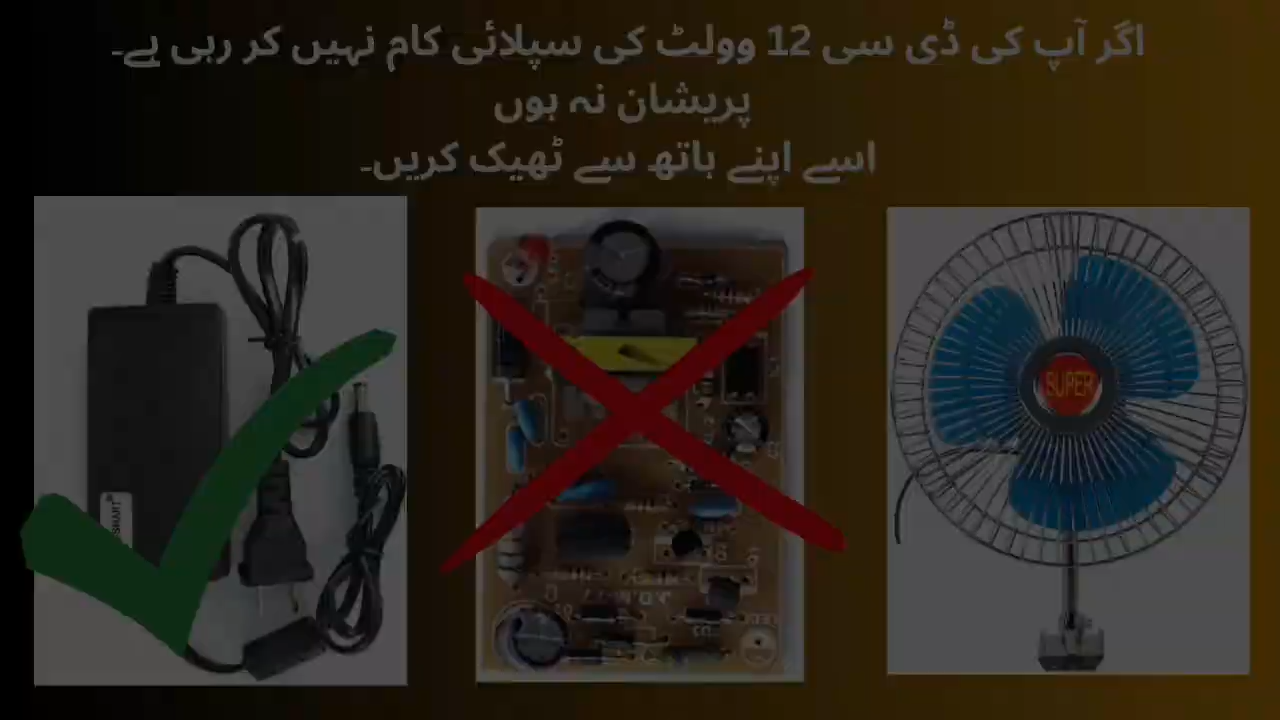 اگر آپ کی ڈی سی 12 وولٹ کی سپلائی کام نہیں کر رہی ہے۔
پریشان نہ ہوں
اسے اپنے ہاتھ سے ٹھیک کریں۔
SUPER